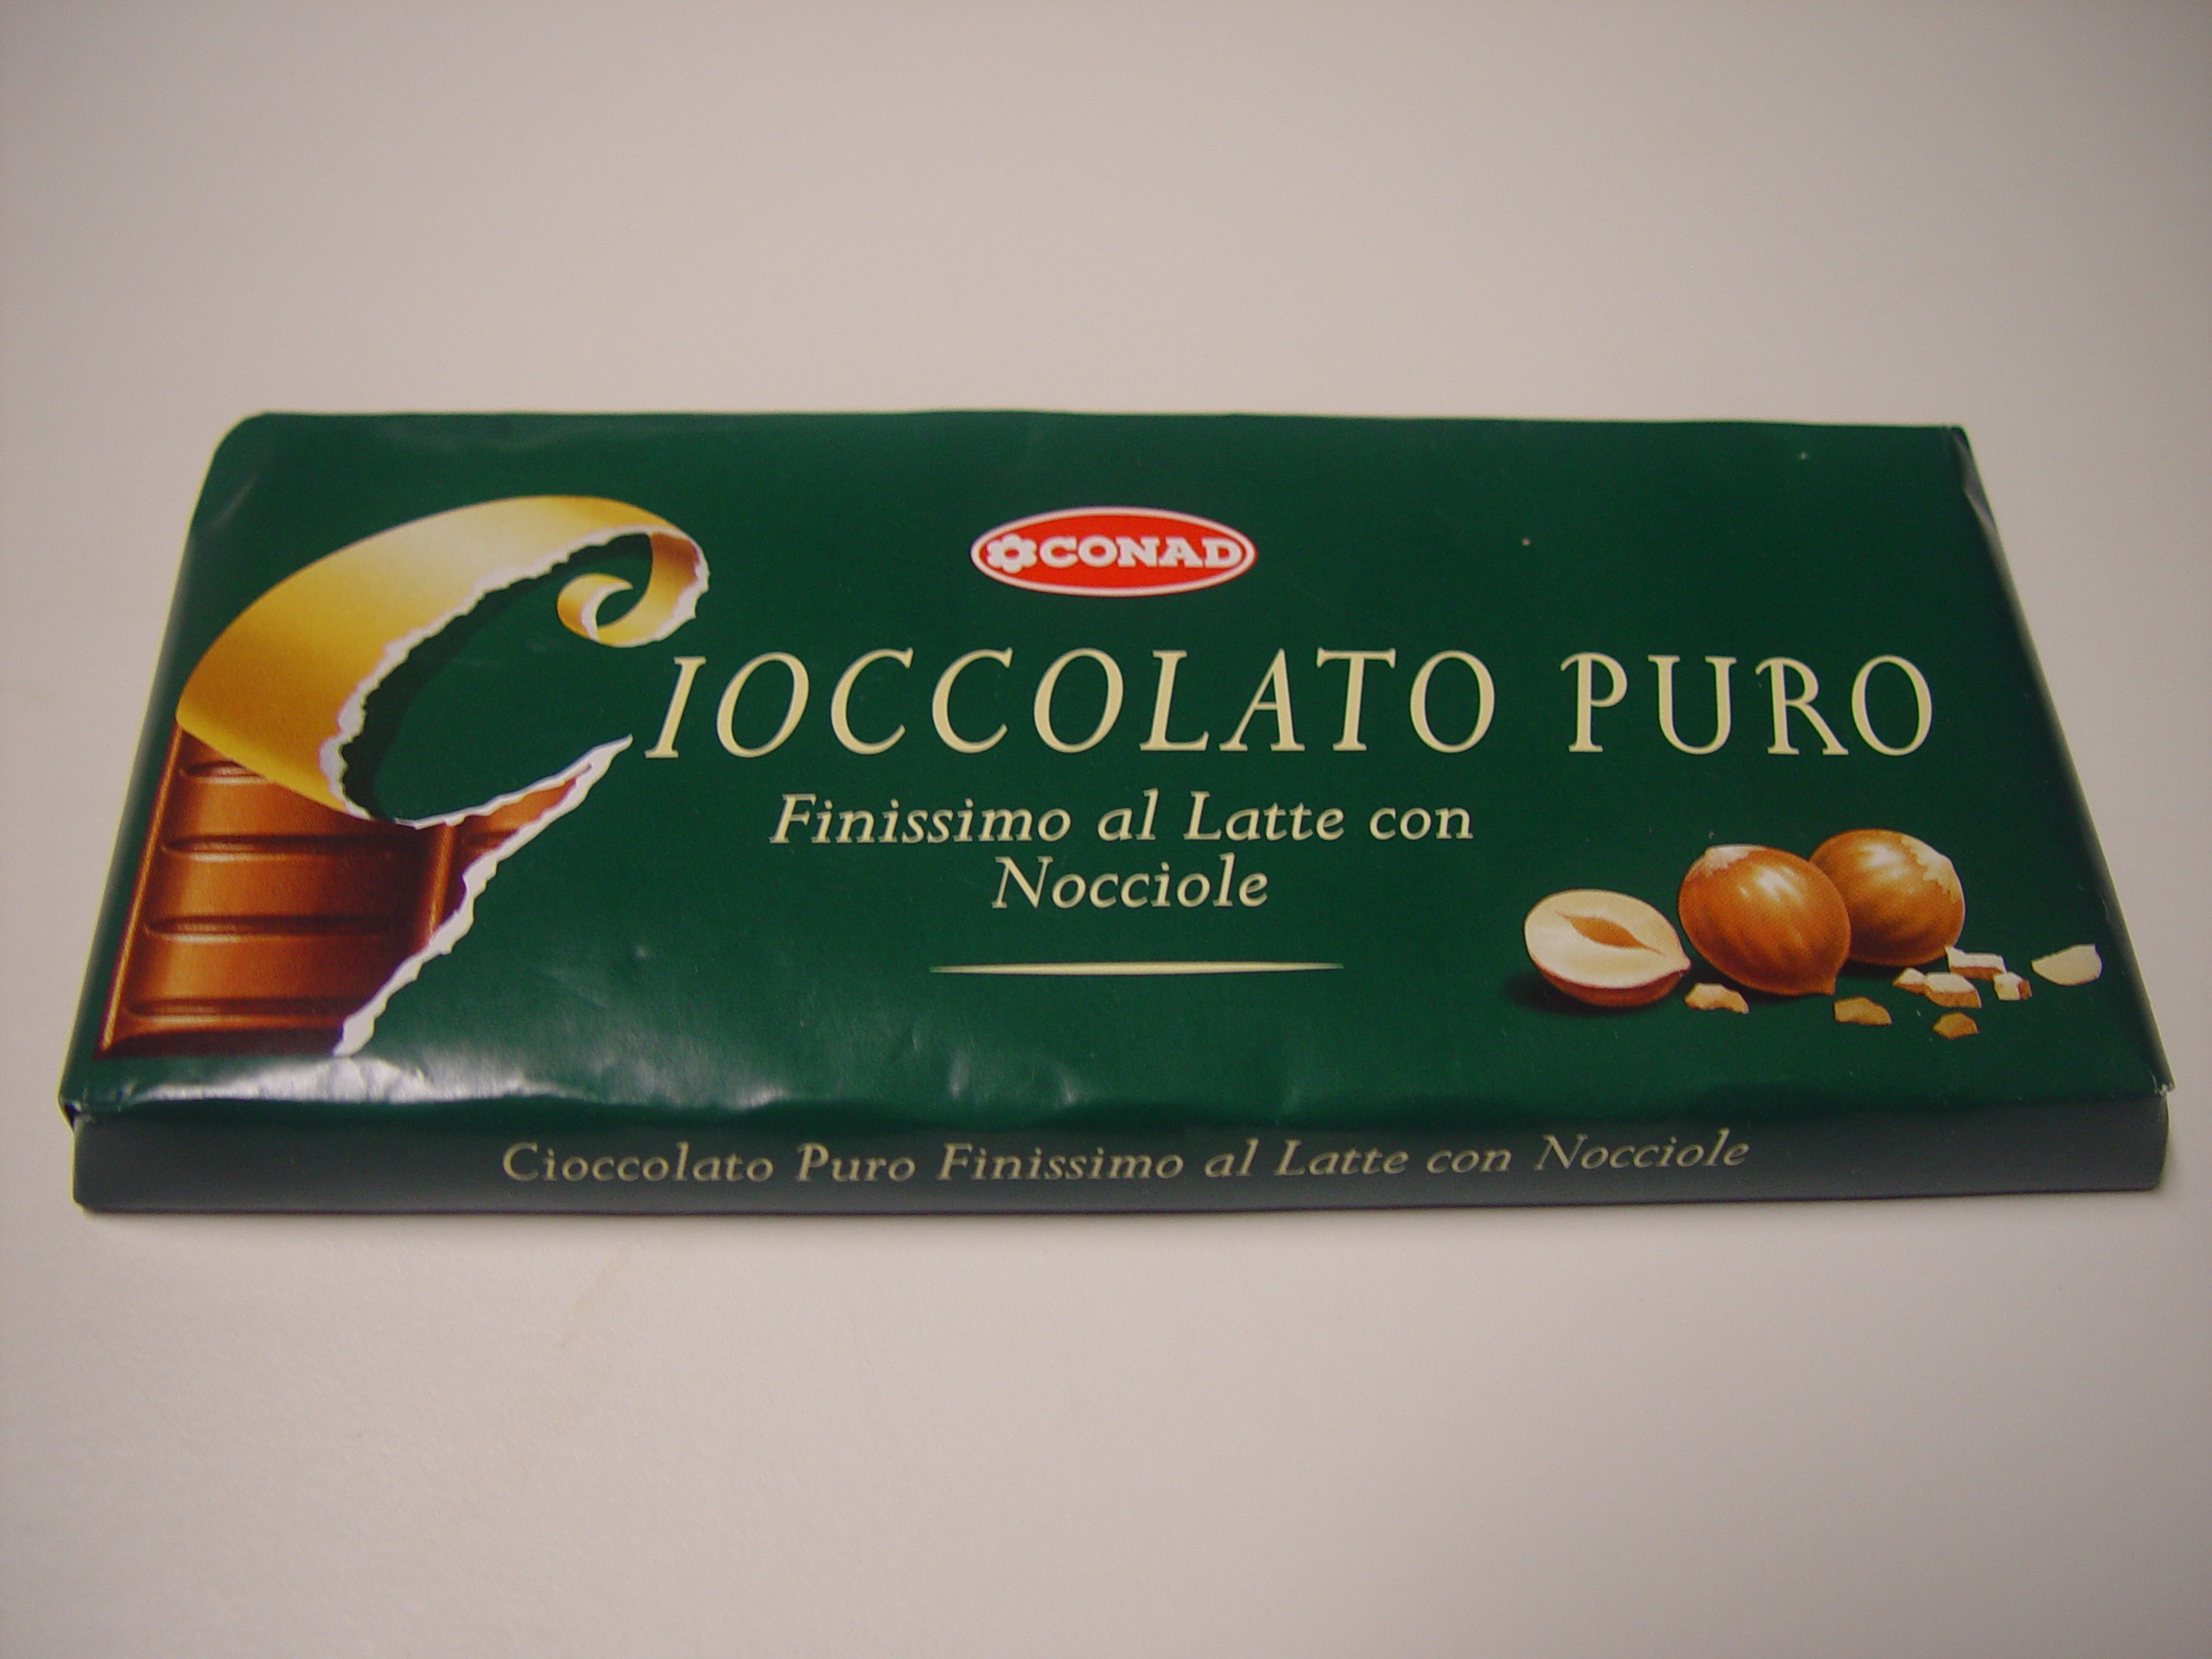 CONAD
CIOCCOLATO PURO
Finissimo al Latte con
Nocciole
Cioccolato Puro Finissimo al Latte con Nocciole